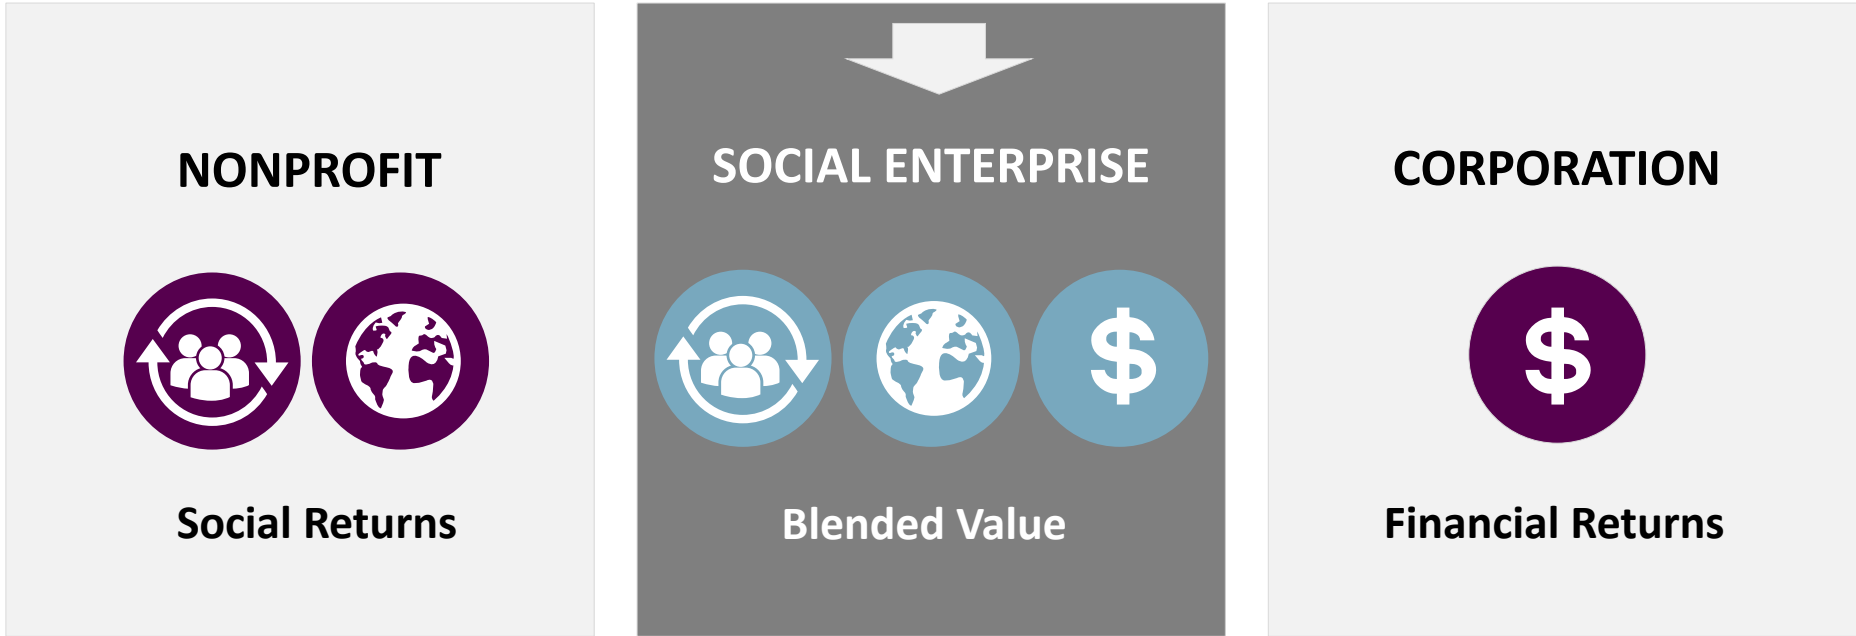 NONPROFIT
Social Returns
SOCIAL ENTERPRISE
$
Blended Value
CORPORATION
$
Financial Returns